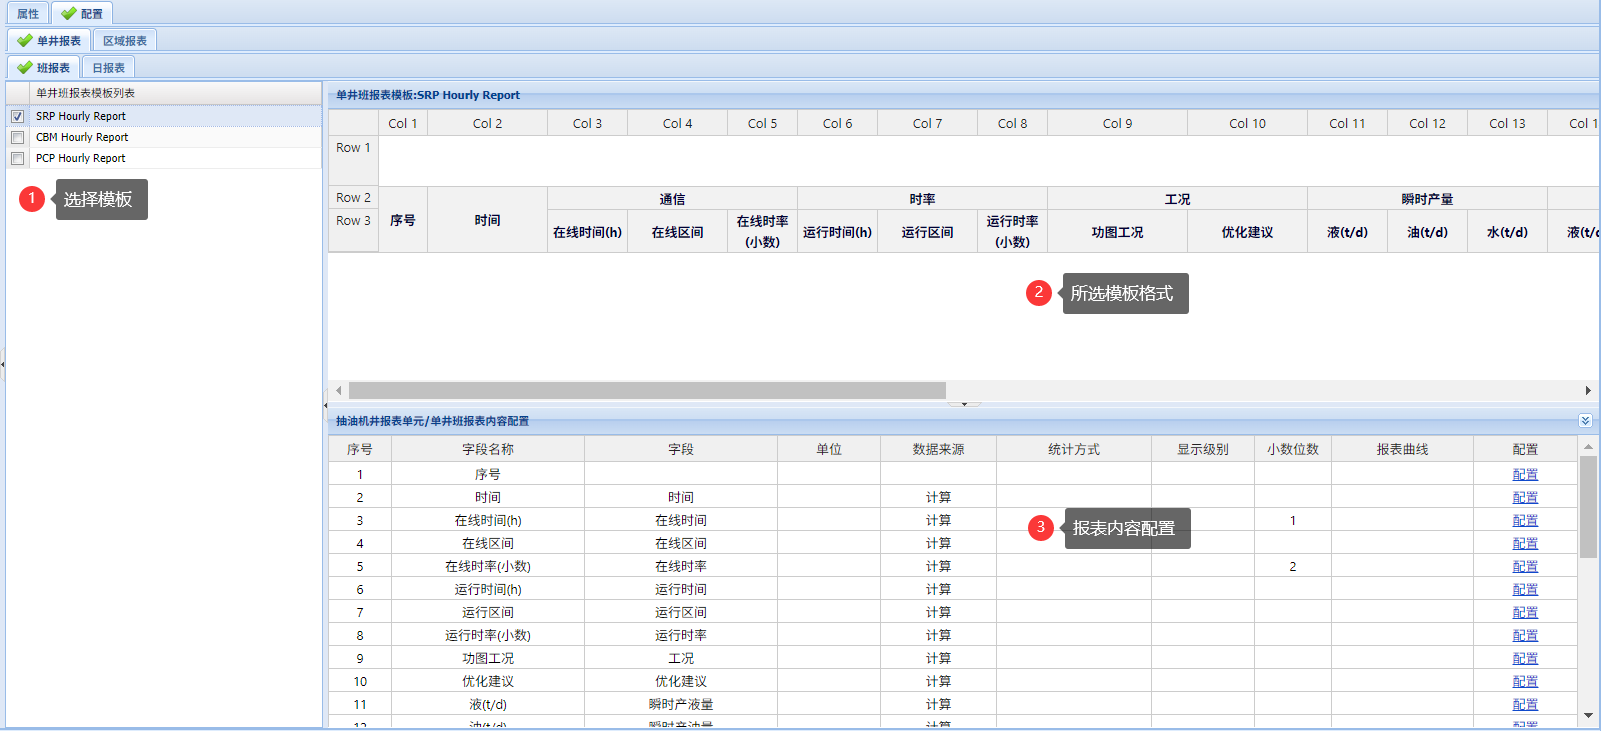 属性 配置
单井报表 区域报表
班报表 日报表
单井班报表模板列表
SRP Hourly Report
CBM Hourly Report
PCP Hourly Report
1 选择模板
单井班报表模板:SRP Hourly Report
Col 1 Col 2 Col 3 Col 4 Col 5 Col 6 Col 7 Col 8 Col 9 Col 10 Col 11 Col 12 Col 13 Col 1
Row 1
Row 2 通信 时率 工况 瞬时产量
Row 3 序号 时间 在线时间(h) 在线区间 在线时率(小数) 运行时间(h) 运行区间 运行时率(小数) 功图工况 优化建议 液(t/d) 油(t/d) 水(t/d) 液(t/
2 所选模板格式
抽油机井报表单元/单井班报表内容配置
序号 字段名称 字段 单位 数据来源 统计方式 显示级别 小数位数 报表曲线 配置
1 序号 配置
2 时间 时间 计算 配置
3 在线时间(h) 在线时间 计算 1 配置
4 在线区间 在线区间 计算 配置
5 在线时率(小数) 在线时率 计算 2 配置
6 运行时间(h) 运行时间 计算 配置
7 运行区间 运行区间 计算 配置
8 运行时率(小数) 运行时率 计算 配置
9 功图工况 工况 计算 配置
10 优化建议 优化建议 计算 配置
11 液(t/d) 瞬时产液量 计算 配置
12 油(t/d) 瞬时产油量 计算 配置
3 报表内容配置